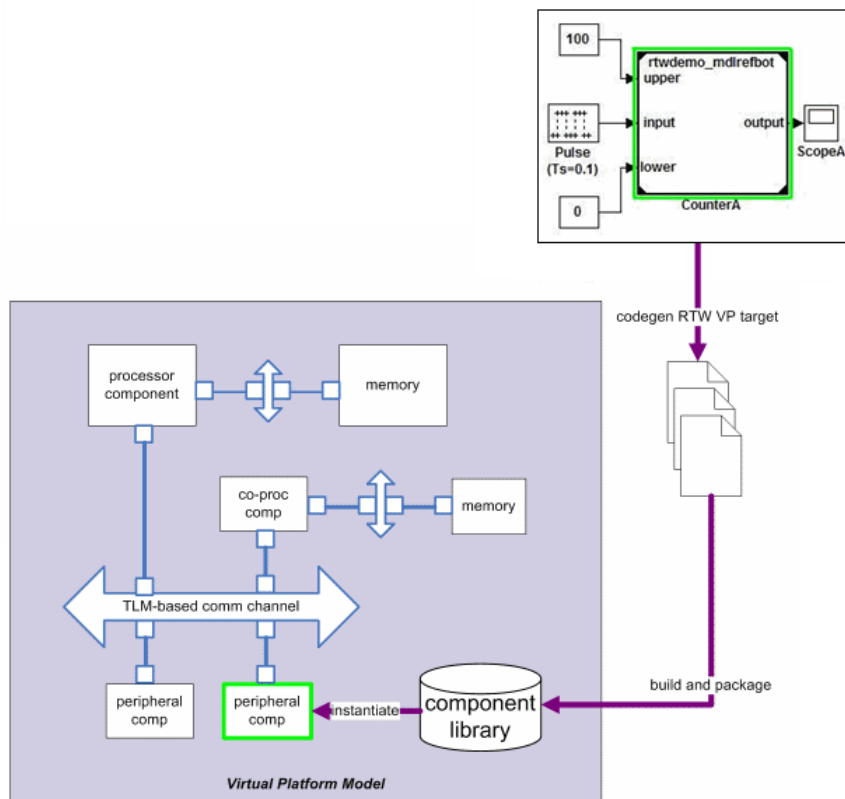 100
rtwdemo_mdlrefbot
upper
input
output
Pulse
(Ts=0.1)
ScopeA
lower
0
CounterA
codegen RTW VP target
processor
component
memory
co-proc
comp
memory
TLM-based comm channel
peripheral
comp
peripheral
comp
instantiate
component
library
build and package
Virtual Platform Model